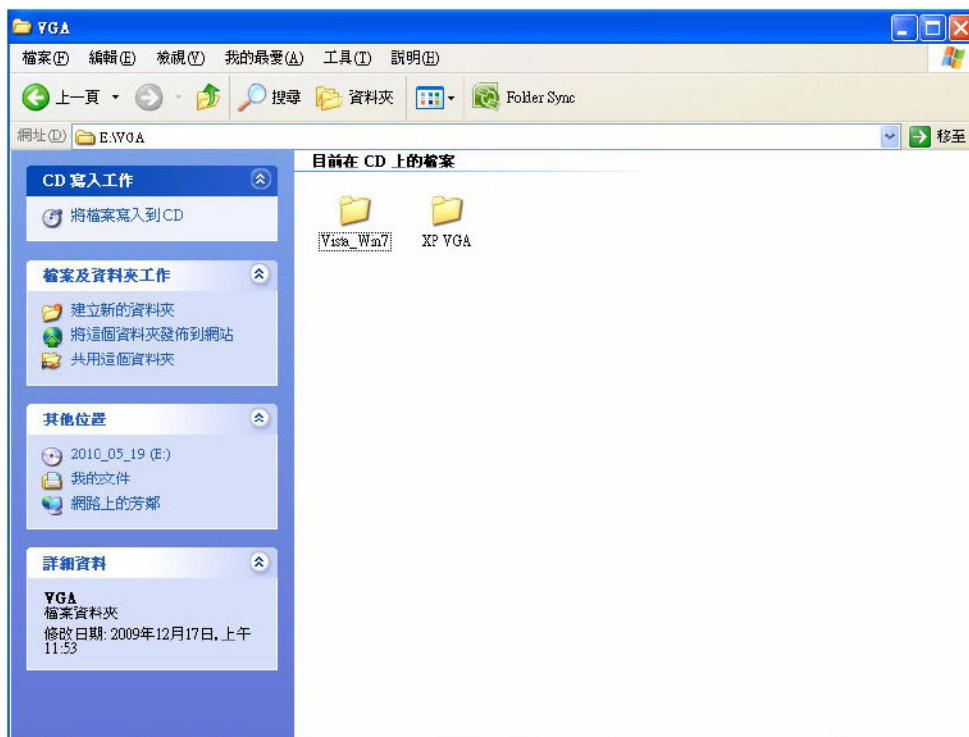 VGA
檔案(F) 編輯(E) 檢視(V) 我的最愛(A) 工具(T) 說明(H)
上一頁 搜尋 資料夾 Folder Sync
網址(D) E:\VGA 移至
目前在 CD 上的檔案
CD 寫入工作
將檔案寫入到 CD
Vista_Win7 XP VGA
檔案及資料夾工作
建立新的資料夾
將這個資料夾發佈到網站
共用這個資料夾
其他位置
2010_05_19 (E:)
我的文件
網路上的芳鄰
詳細資料
VGA
檔案資料夾
修改日期: 2009年12月17日, 上午
11:53